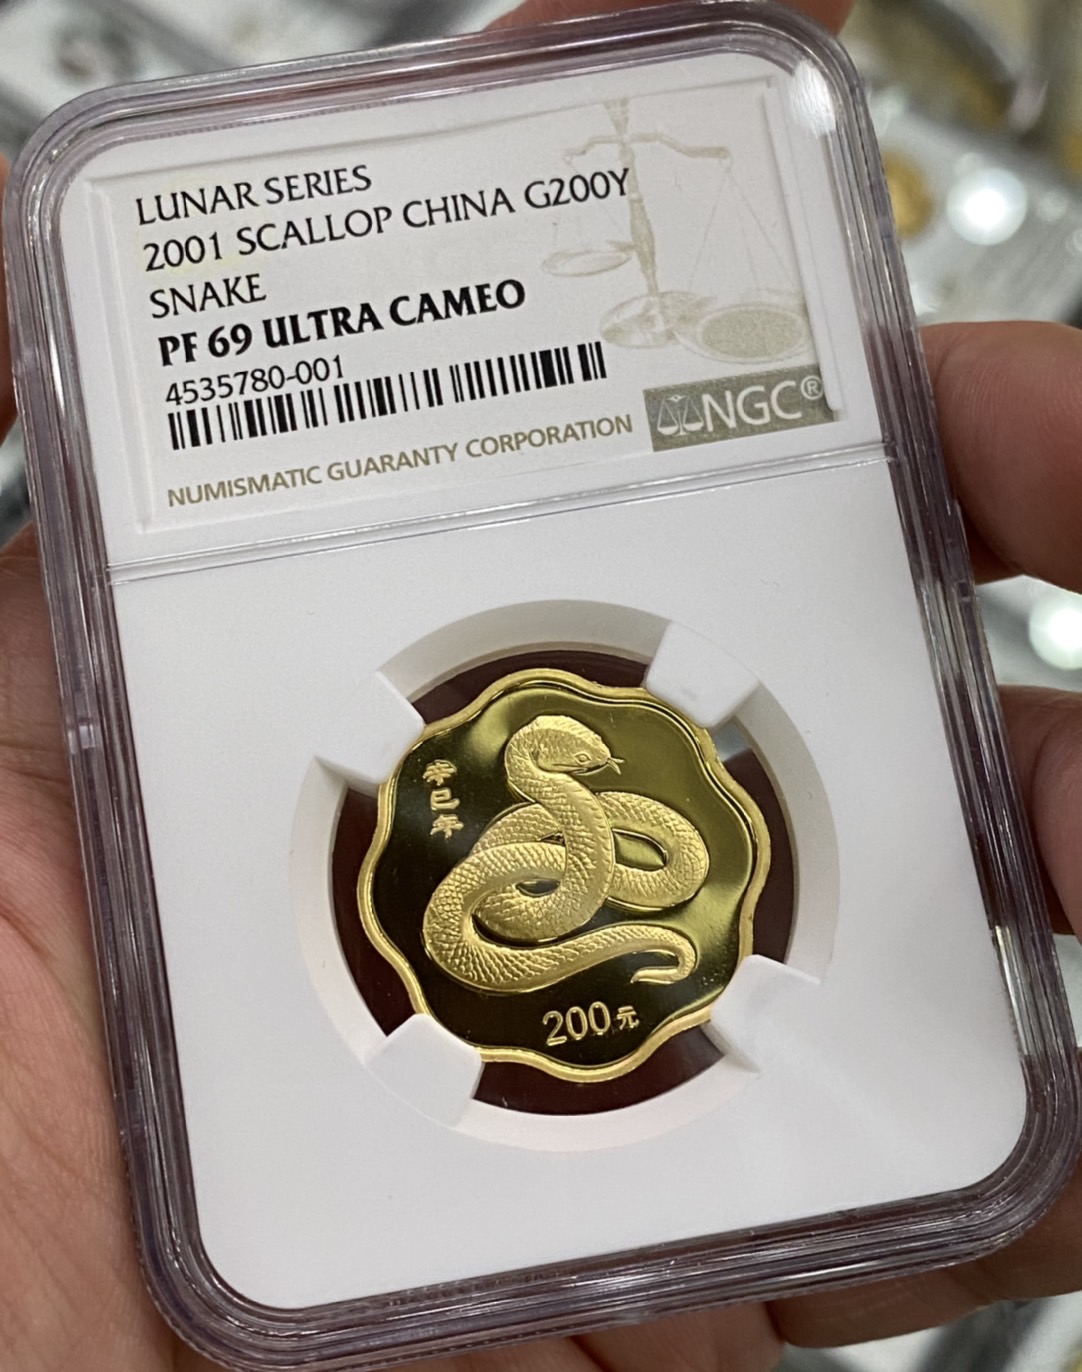 LUNAR SERIES
2001 SCALLOP CHINA G200Y
SNAKE
PF 69 ULTRA CAMEO
4535780-001
NUMISMATIC GUARANTY CORPORATION
NGC®
辛巳年
200元